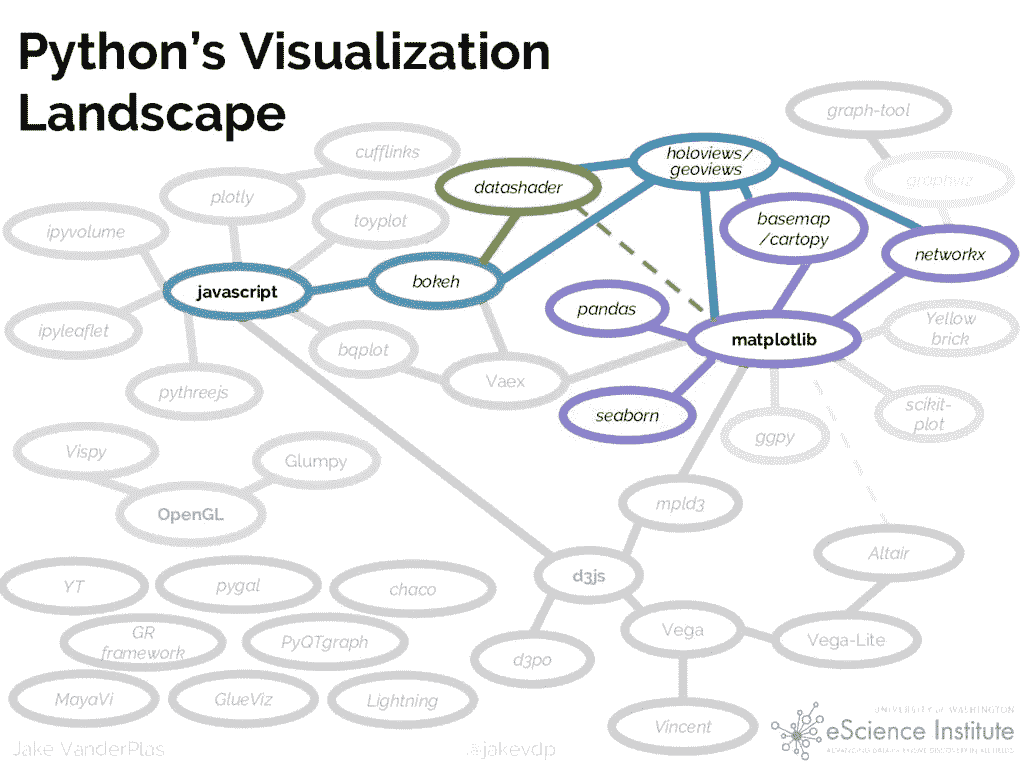 Python's Visualization
Landscape
graph-tool
cufflinks
holoviews/
geoviews
graphviz
datashader
plotly
toyplot
basemap
/cartopy
ipyvolume
networkx
bokeh
javascript
pandas
Yellow
brick
ipyleaflet
matplotlib
bqplot
Vaex
pythreejs
seaborn
scikit-
plot
ggpy
Vispy
Glumpy
mpld3
OpenGL
Altair
d3js
YT
pygal
chaco
GR
framework
PyQTgraph
Vega
Vega-Lite
d3po
MayaVi
GlueViz
Lightning
Vincent
UNIVERSITY of WASHINGTON
eScience Institute
ADVANCING DATA-INTENSIVE DISCOVERY IN ALL FIELDS
Jake VanderPlas
@jakevdp